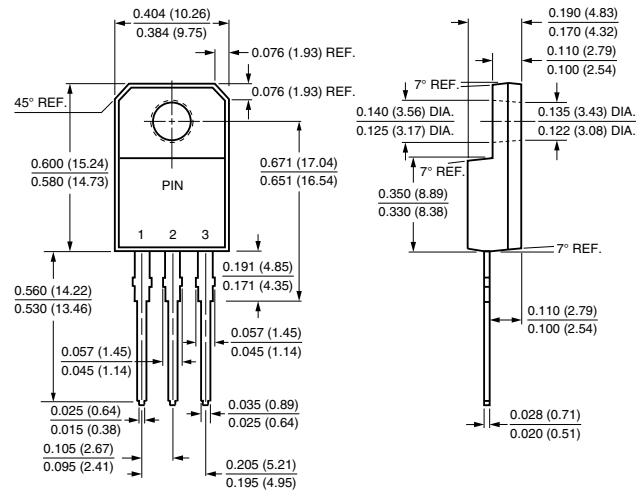 0.404 (10.26)
0.384 (9.75)
0.076 (1.93) REF.
0.076 (1.93) REF.
45° REF.
0.600 (15.24)
0.580 (14.73)
0.671 (17.04)
0.651 (16.54)
PIN
1 2 3
0.191 (4.85)
0.171 (4.35)
0.560 (14.22)
0.530 (13.46)
0.057 (1.45)
0.045 (1.14)
0.057 (1.45)
0.045 (1.14)
0.025 (0.64)
0.015 (0.38)
0.035 (0.89)
0.025 (0.64)
0.105 (2.67)
0.095 (2.41)
0.205 (5.21)
0.195 (4.95)
0.190 (4.83)
0.170 (4.32)
0.110 (2.79)
0.100 (2.54)
7° REF.
0.140 (3.56) DIA.
0.125 (3.17) DIA.
0.135 (3.43) DIA.
0.122 (3.08) DIA.
7° REF.
0.350 (8.89)
0.330 (8.38)
7° REF.
0.110 (2.79)
0.100 (2.54)
0.028 (0.71)
0.020 (0.51)